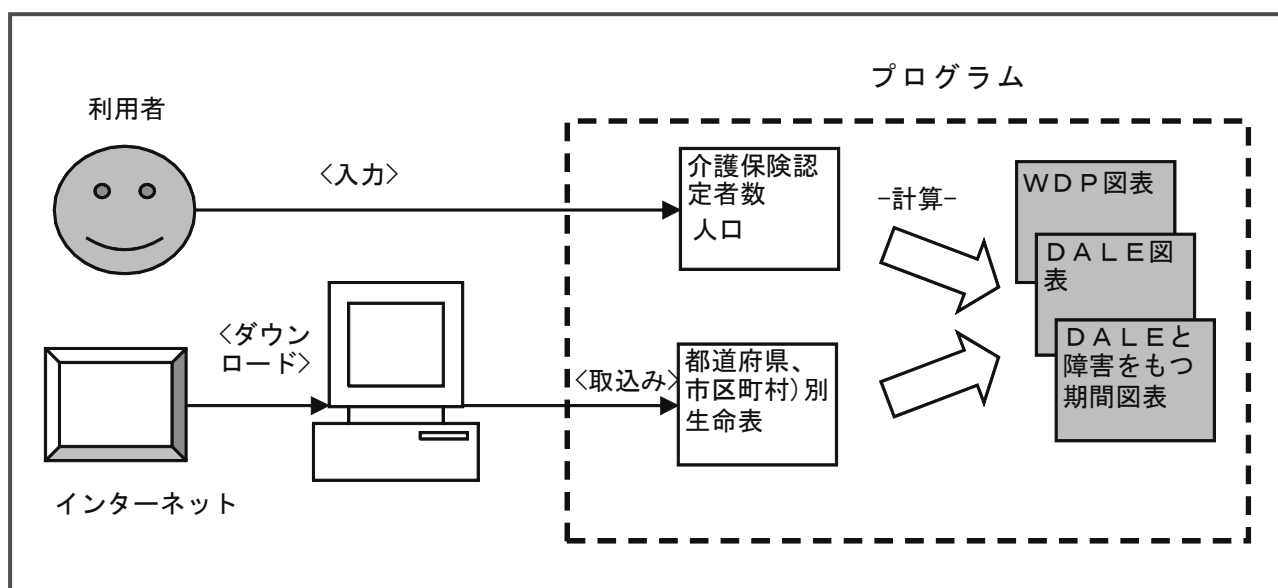 プログラム
利用者
<入力>
介護保険認
定者数
人口
-計算-
ＷＤＰ図表
ＤＡＬＥ図
表
ＤＡＬＥと
障害をもつ
期間図表
<ダウン
ロード>
<取込み>
都道府県、
市区町村)別
生命表
インターネット